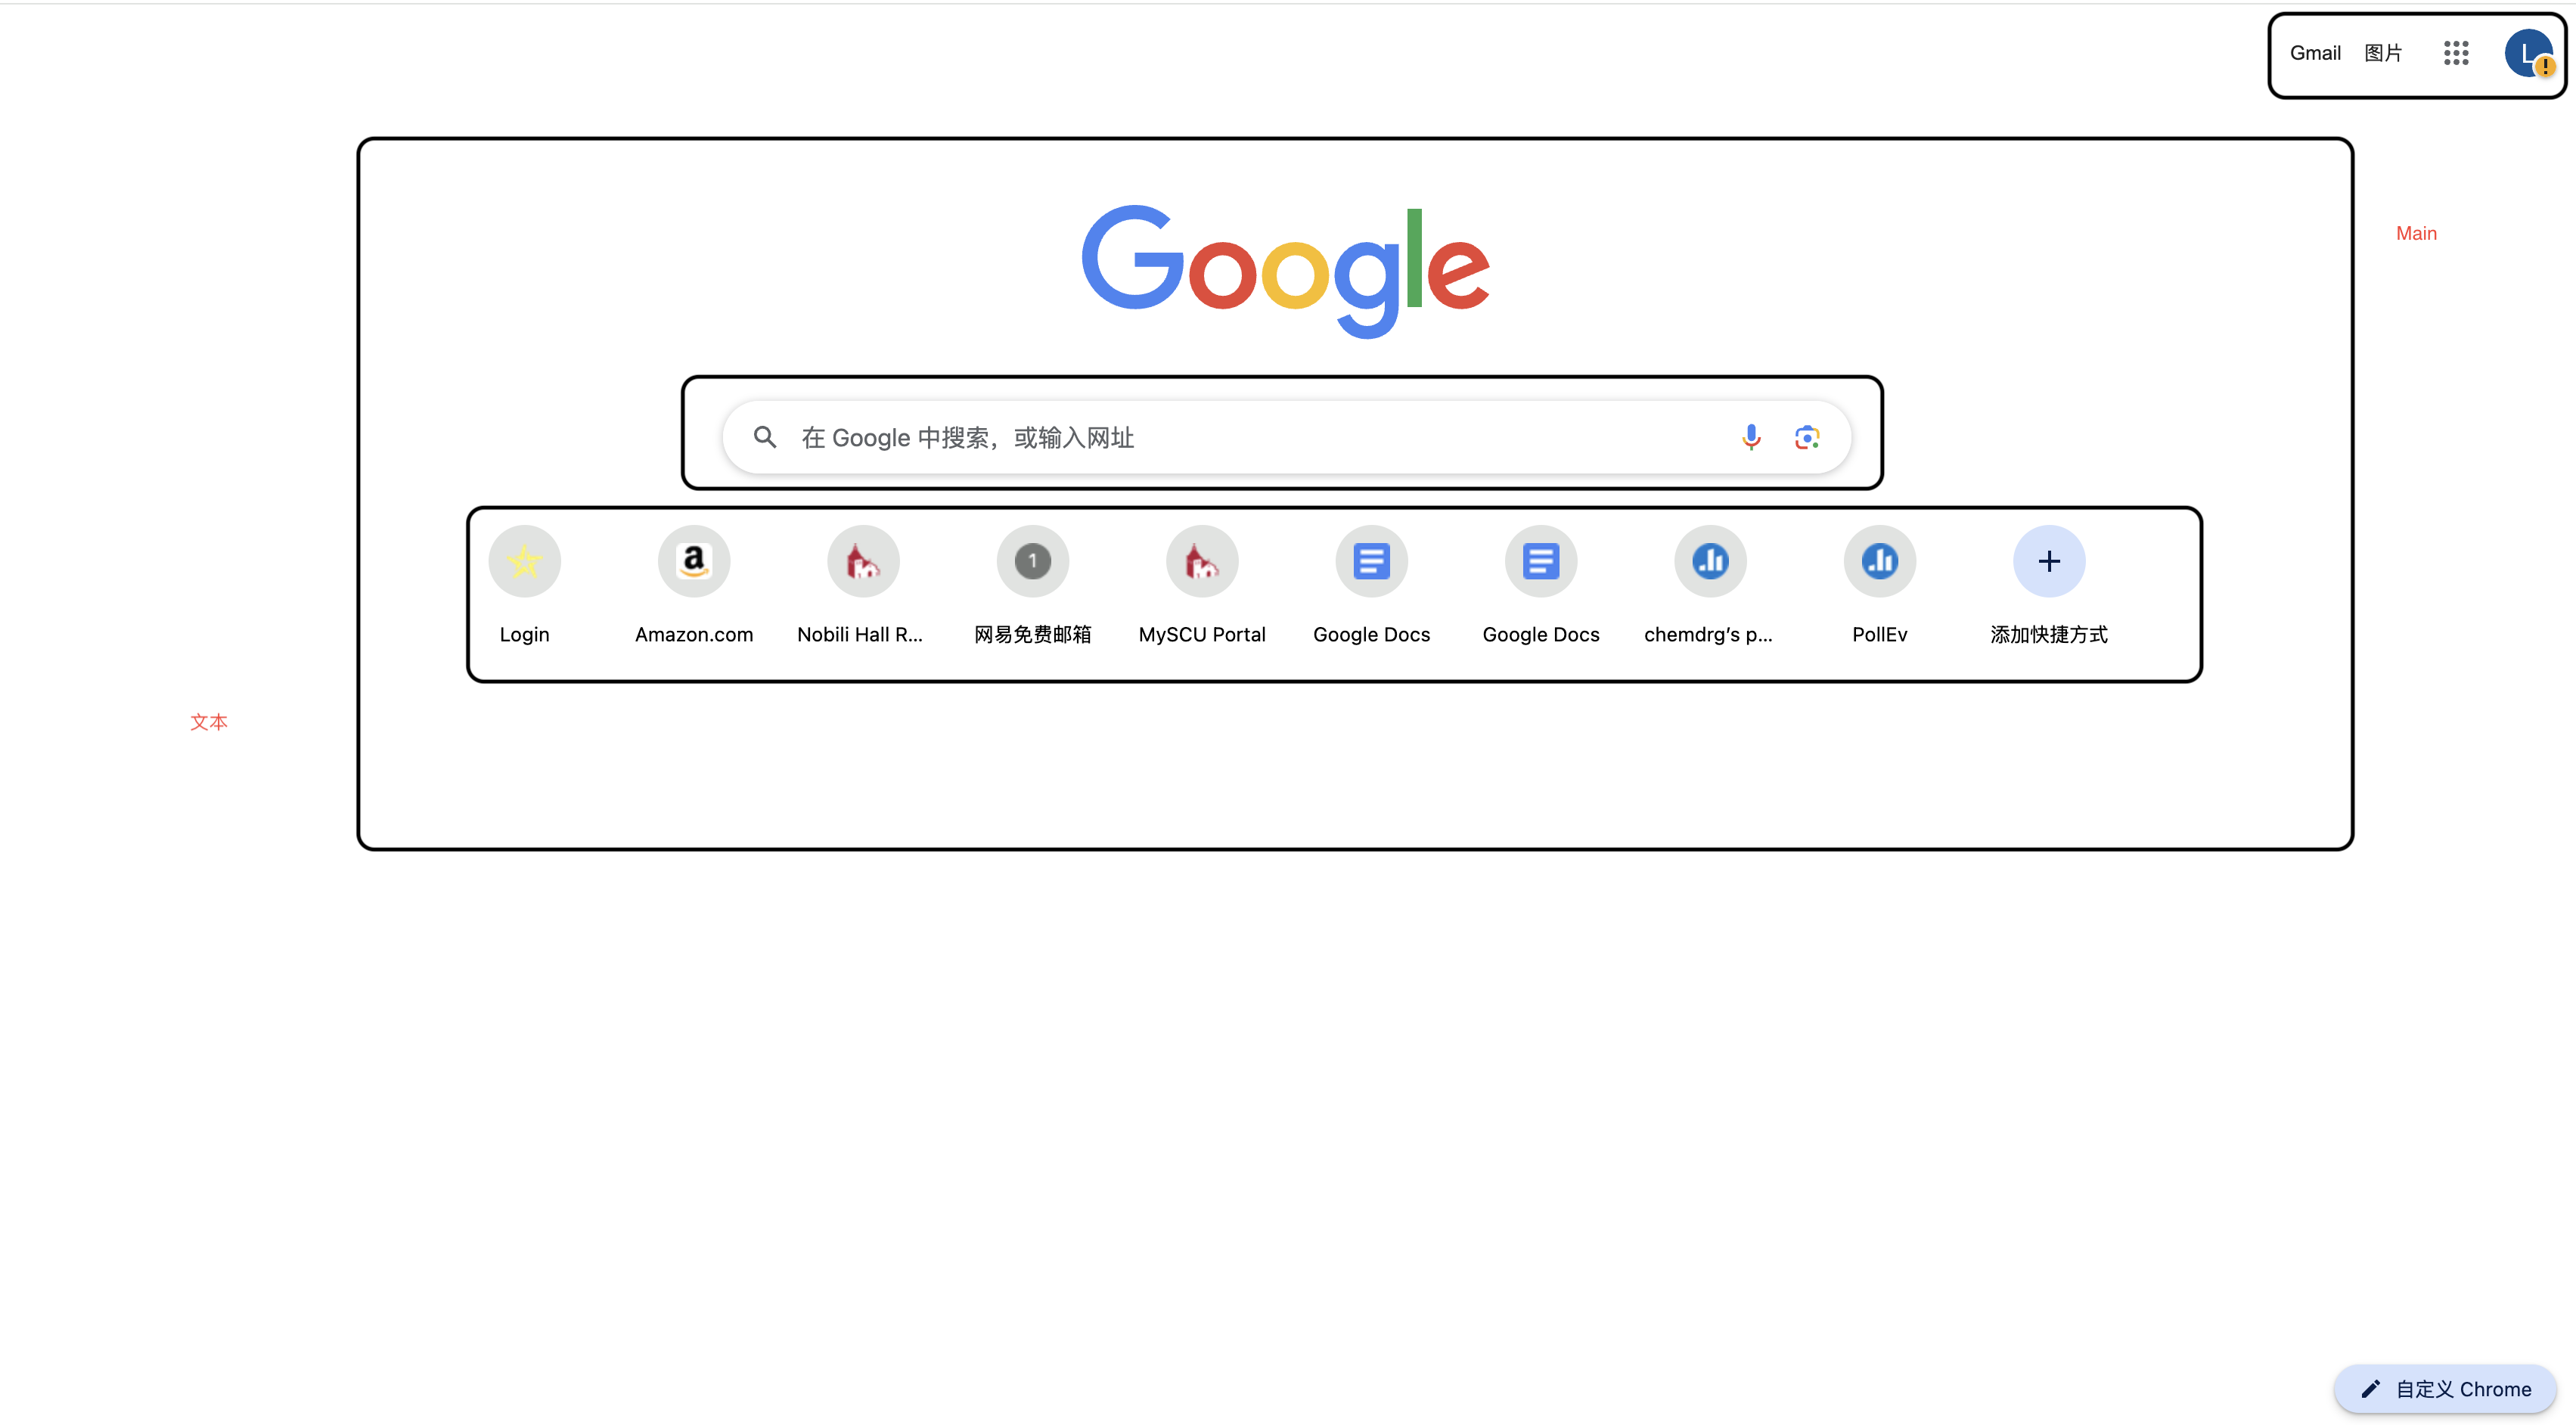 Gmail 图片
L
Main
Google
在 Google 中搜索，或输入网址
a
1
Login
Amazon.com
Nobili Hall R...
网易免费邮箱
MySCU Portal
Google Docs
Google Docs
chemdrg’s p...
PollEv
添加快捷方式
文本
自定义 Chrome